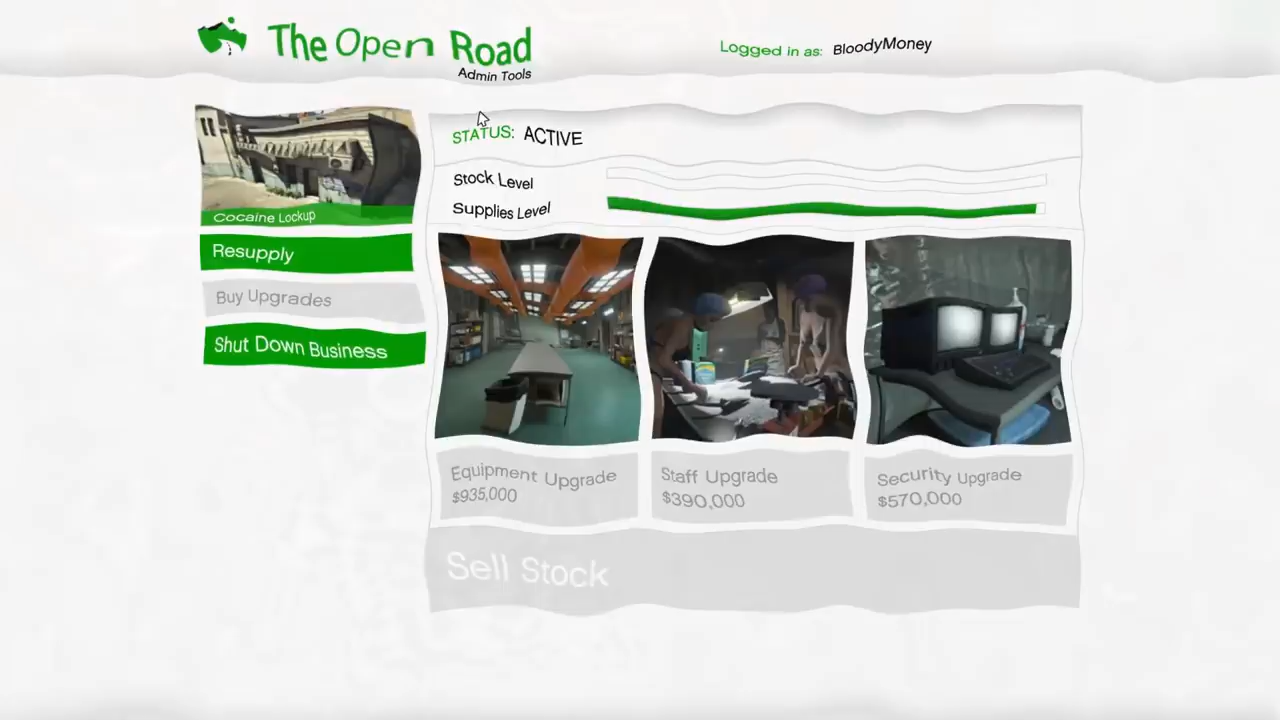 The Open Road
Admin Tools
Logged in as: BloodyMoney
Cocaine Lockup
Resupply
Buy Upgrades
Shut Down Business
STATUS: ACTIVE
Stock Level
Supplies Level
Equipment Upgrade
$935,000
Staff Upgrade
$390,000
Security Upgrade
$570,000
Sell Stock